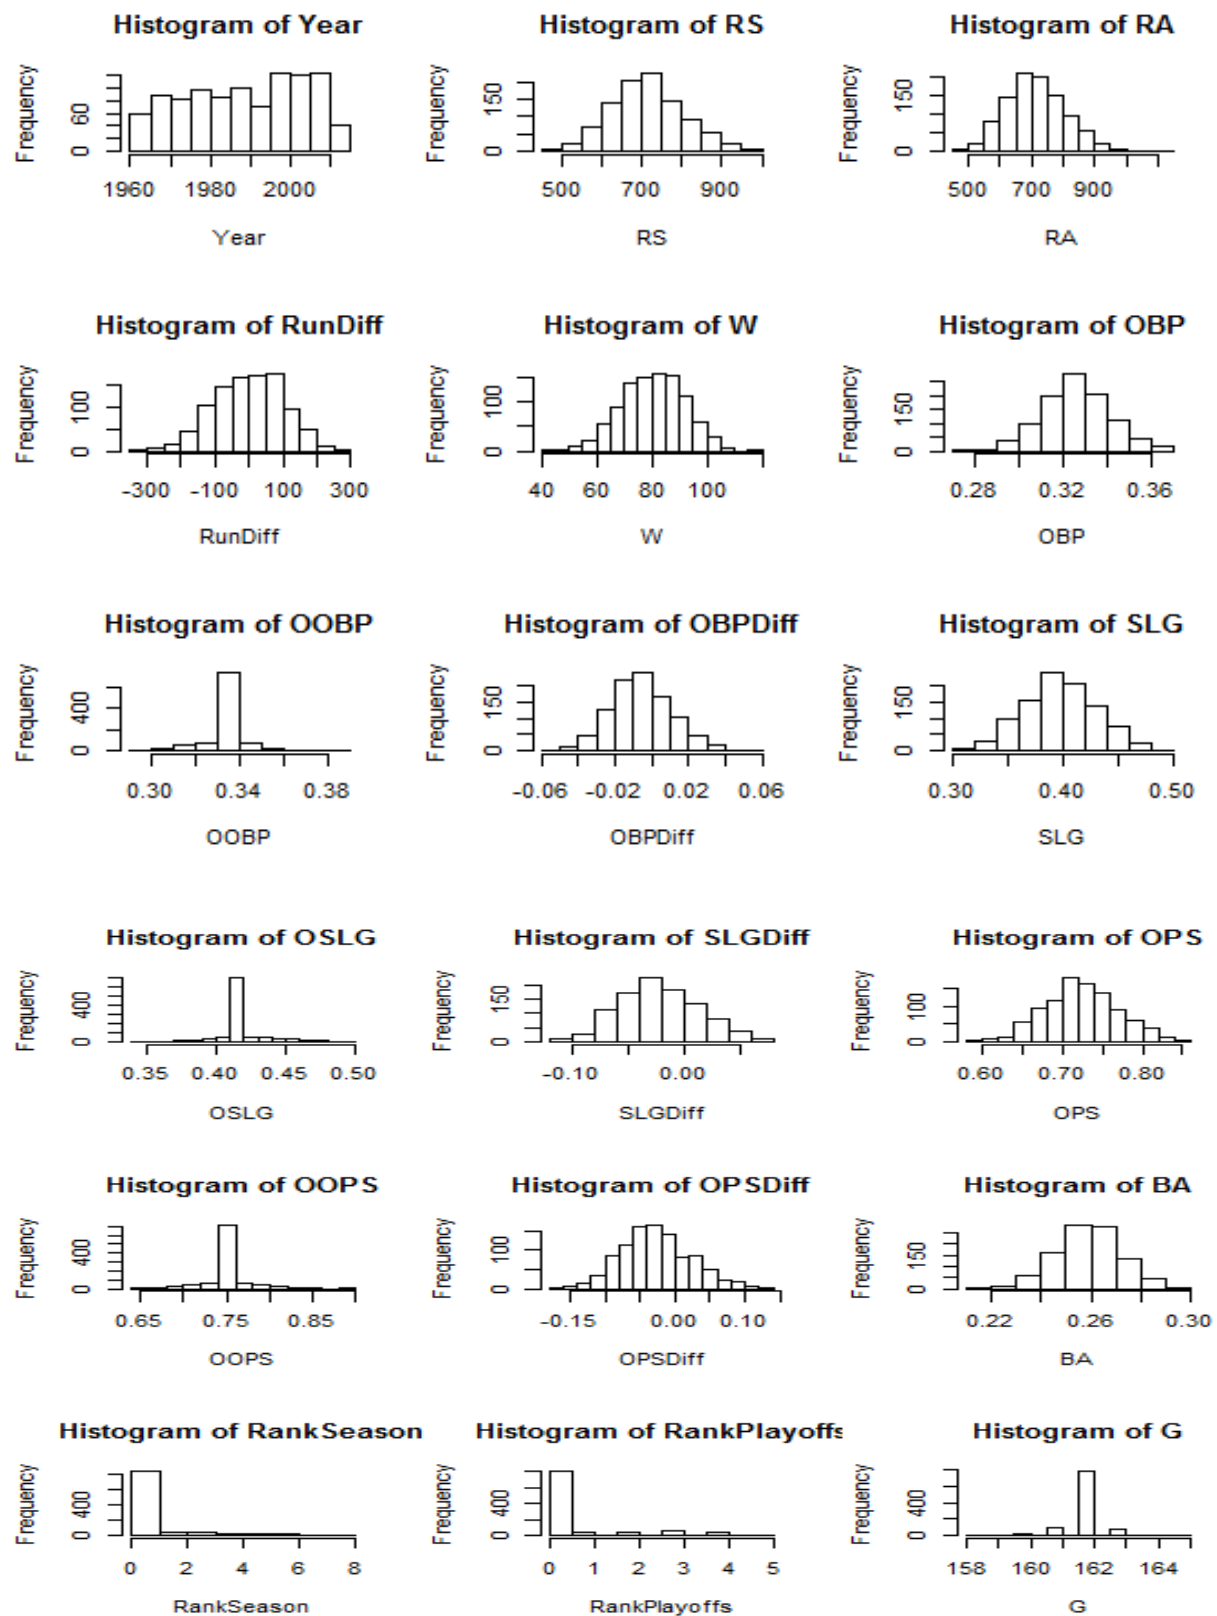 Histogram of Year
Frequency
0 60
1960 1980 2000
Year
Histogram of RS
Frequency
0 150
500 700 900
RS
Histogram of RA
Frequency
0 150
500 700 900
RA
Histogram of RunDiff
Frequency
0 100
-300 -100 100 300
RunDiff
Histogram of W
Frequency
0 100
40 60 80 100
W
Histogram of OBP
Frequency
0 150
0.28 0.32 0.36
OBP
Histogram of OOBP
Frequency
0 400
0.30 0.34 0.38
OOBP
Histogram of OBPDiff
Frequency
0 150
-0.06 -0.02 0.02 0.06
OBPDiff
Histogram of SLG
Frequency
0 150
0.30 0.40 0.50
SLG
Histogram of OSLG
Frequency
0 400
0.35 0.40 0.45 0.50
OSLG
Histogram of SLGDiff
Frequency
0 150
-0.10 0.00
SLGDiff
Histogram of OPS
Frequency
0 100
0.60 0.70 0.80
OPS
Histogram of OOPS
Frequency
0 400
0.65 0.75 0.85
OOPS
Histogram of OPSDiff
Frequency
0 100
-0.15 0.00 0.10
OPSDiff
Histogram of BA
Frequency
0 150
0.22 0.26 0.30
BA
Histogram of RankSeason
Frequency
0 400
0 2 4 6 8
RankSeason
Histogram of RankPlayoffs
Frequency
0 400
0 1 2 3 4 5
RankPlayoffs
Histogram of G
Frequency
0 400
158 160 162 164
G